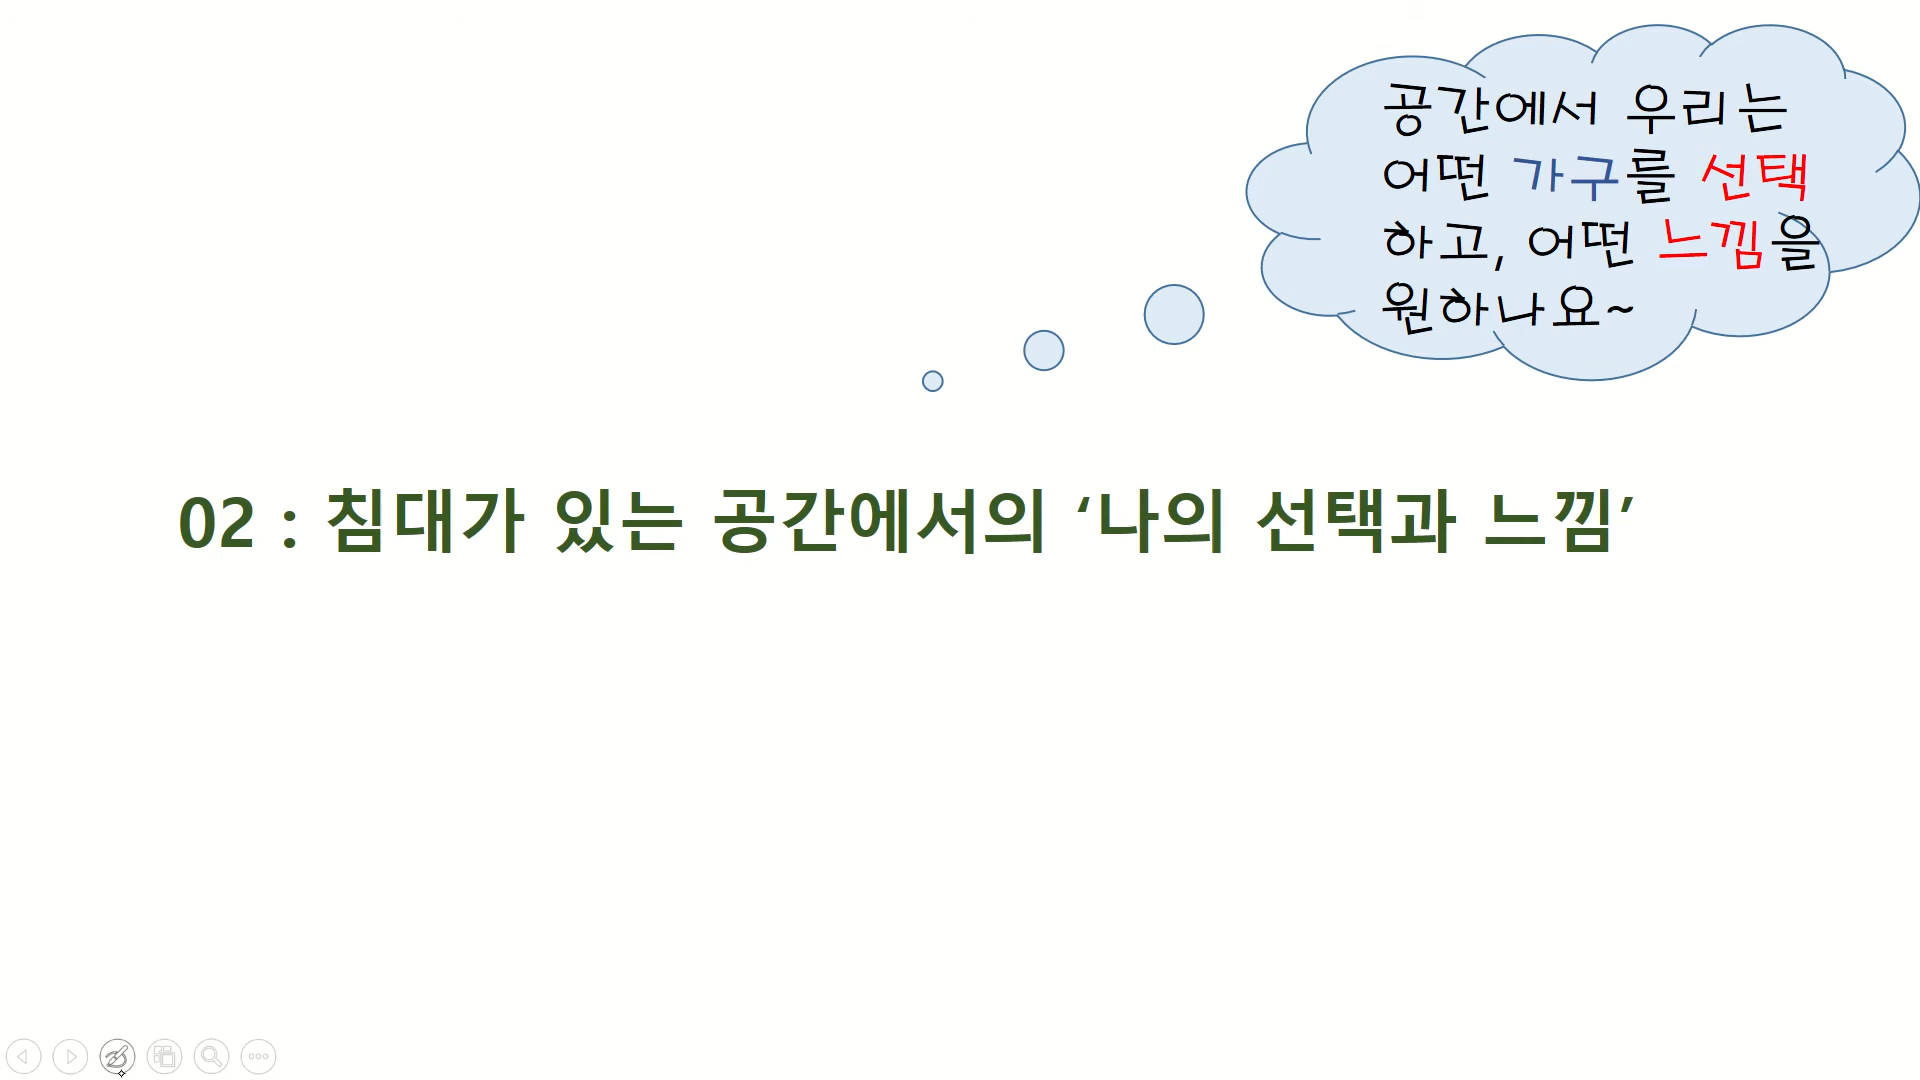 공간에서 우리는
어떤 가구를 선택
하고, 어떤 느낌을
원하나요~
02 : 침대가 있는 공간에서의 ‘나의 선택과 느낌’